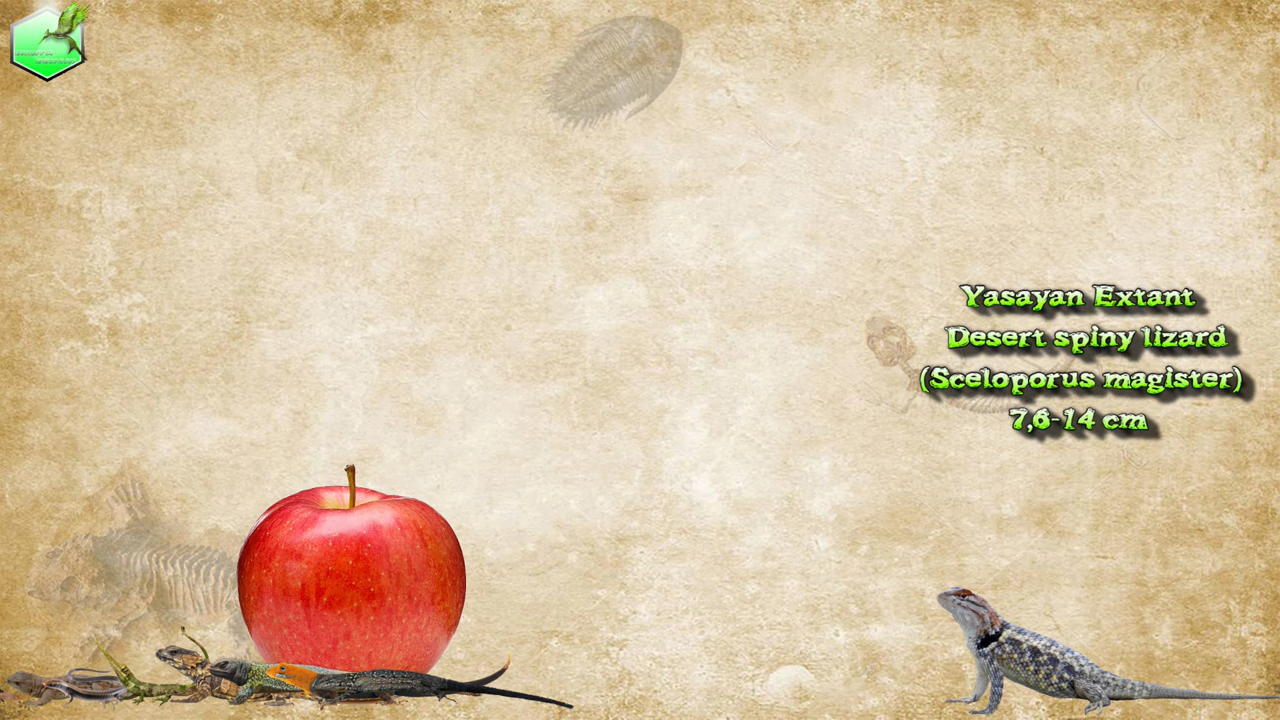 Yasayan Extant
Desert spiny lizard
(Sceloporus magister)
7,6-14 cm